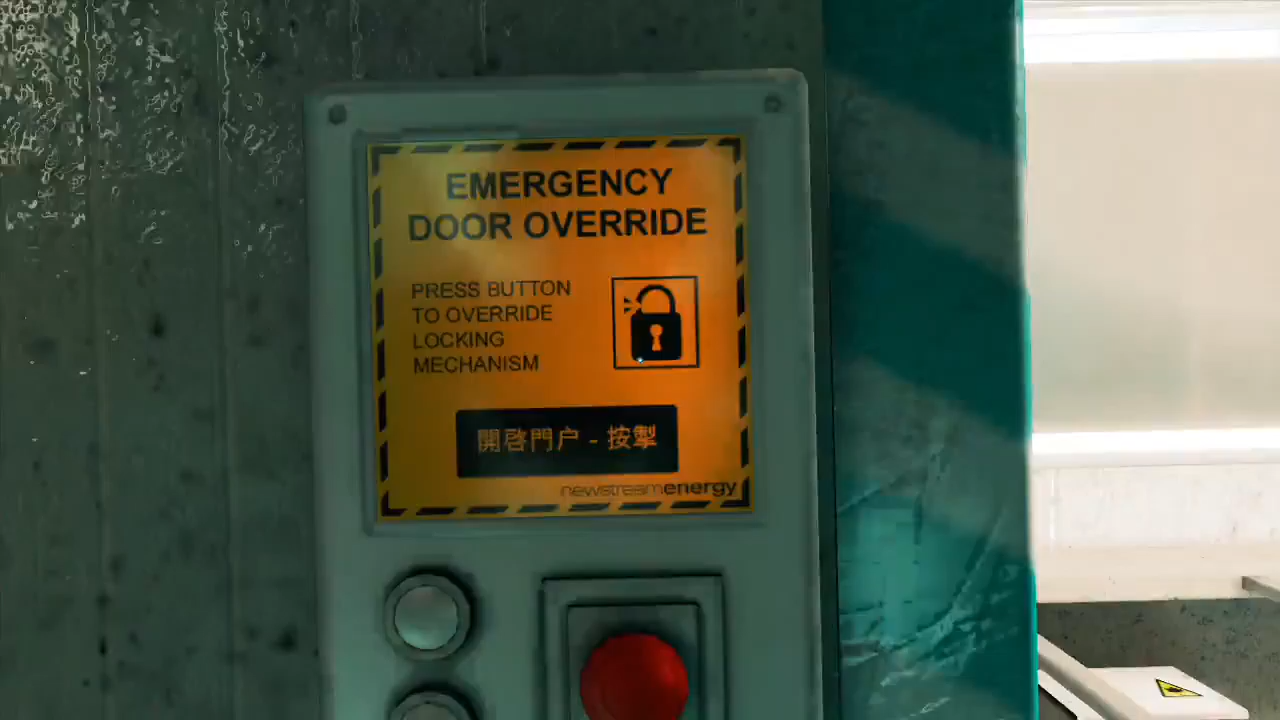 EMERGENCY
DOOR OVERRIDE
PRESS BUTTON
TO OVERRIDE
LOCKING
MECHANISM
開啓門户 - 按掣
newstreamenergy